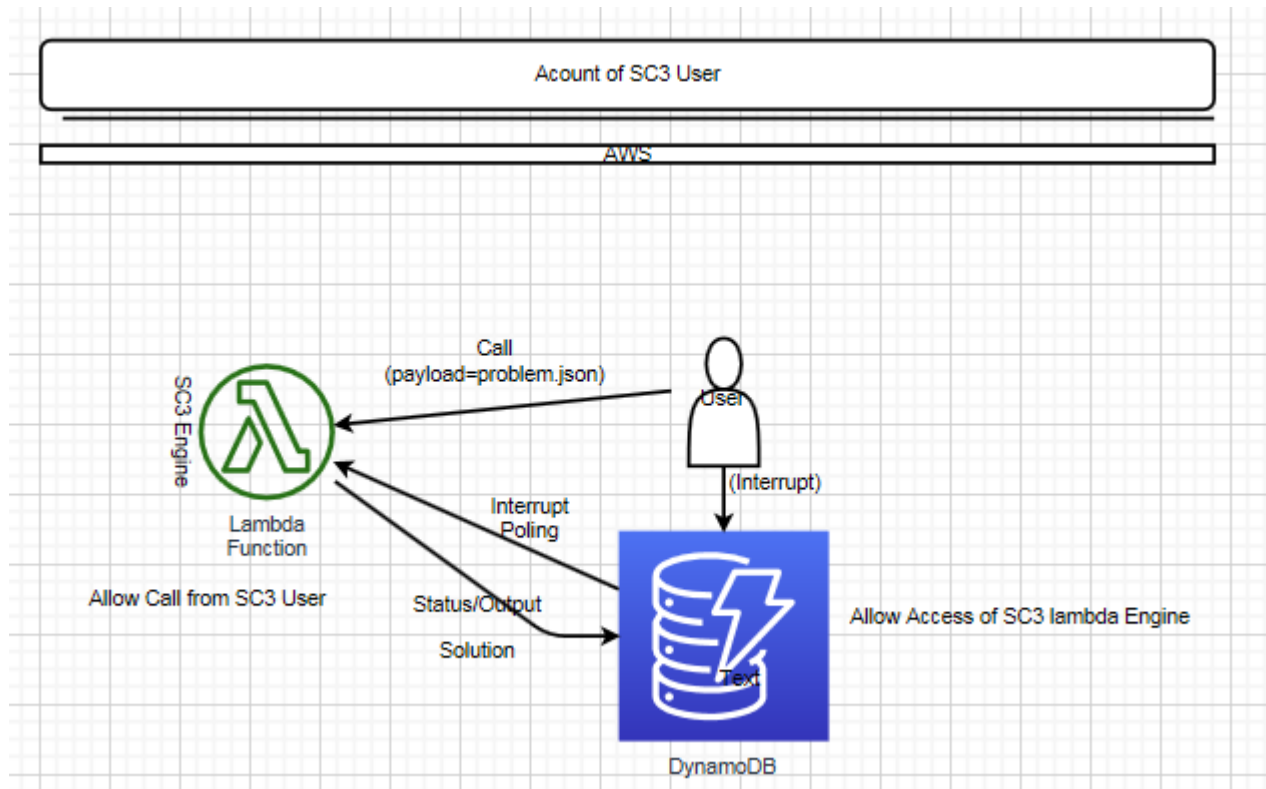 Acount of SC3 User
AWS
Call
(payload=problem.json)
User
SC3 Engine
(Interrupt)
Interrupt
Poling
Lambda
Function
Allow Call from SC3 User
Status/Output
Allow Access of SC3 lambda Engine
Solution
Text
DynamoDB